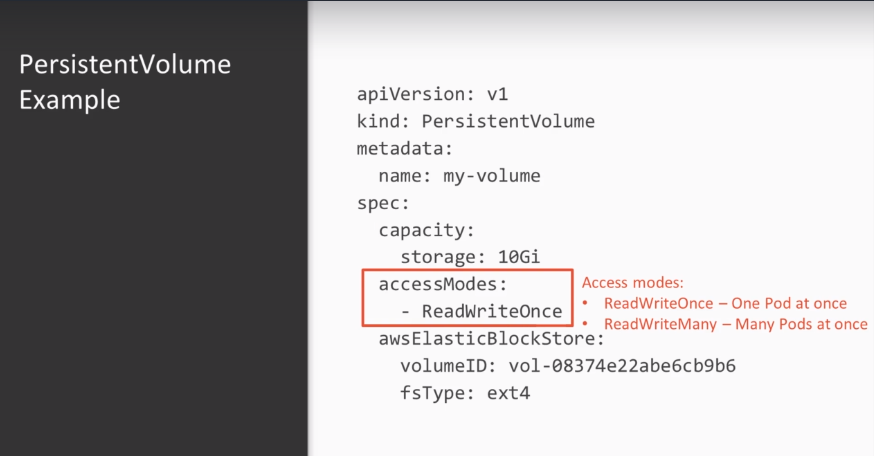 PersistentVolume
Example
apiVersion: v1
kind: PersistentVolume
metadata:
  name: my-volume
spec:
  capacity:
    storage: 10Gi
  accessModes:
    - ReadWriteOnce
  awsElasticBlockStore:
    volumeID: vol-08374e22abe6cb9b6
    fsType: ext4
Access modes:
• ReadWriteOnce – One Pod at once
• ReadWriteMany – Many Pods at once